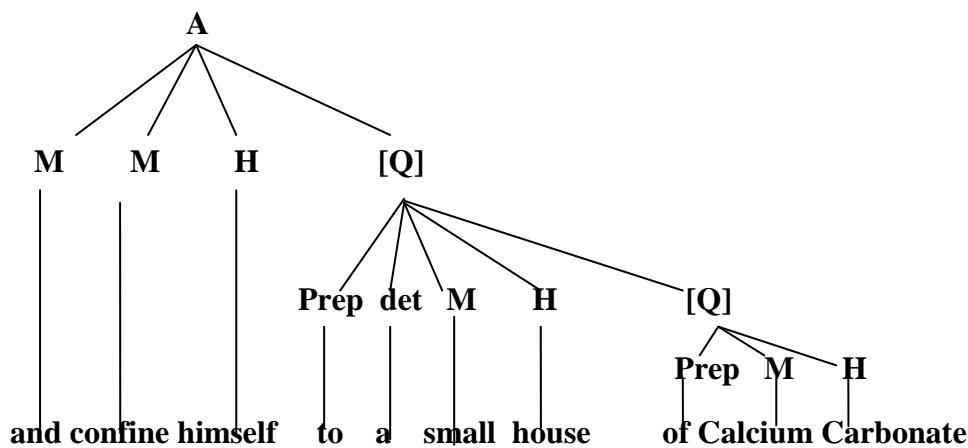 A
M M H [Q]
Prep det M H [Q]
Prep M H
and confine himself to a small house of Calcium Carbonate